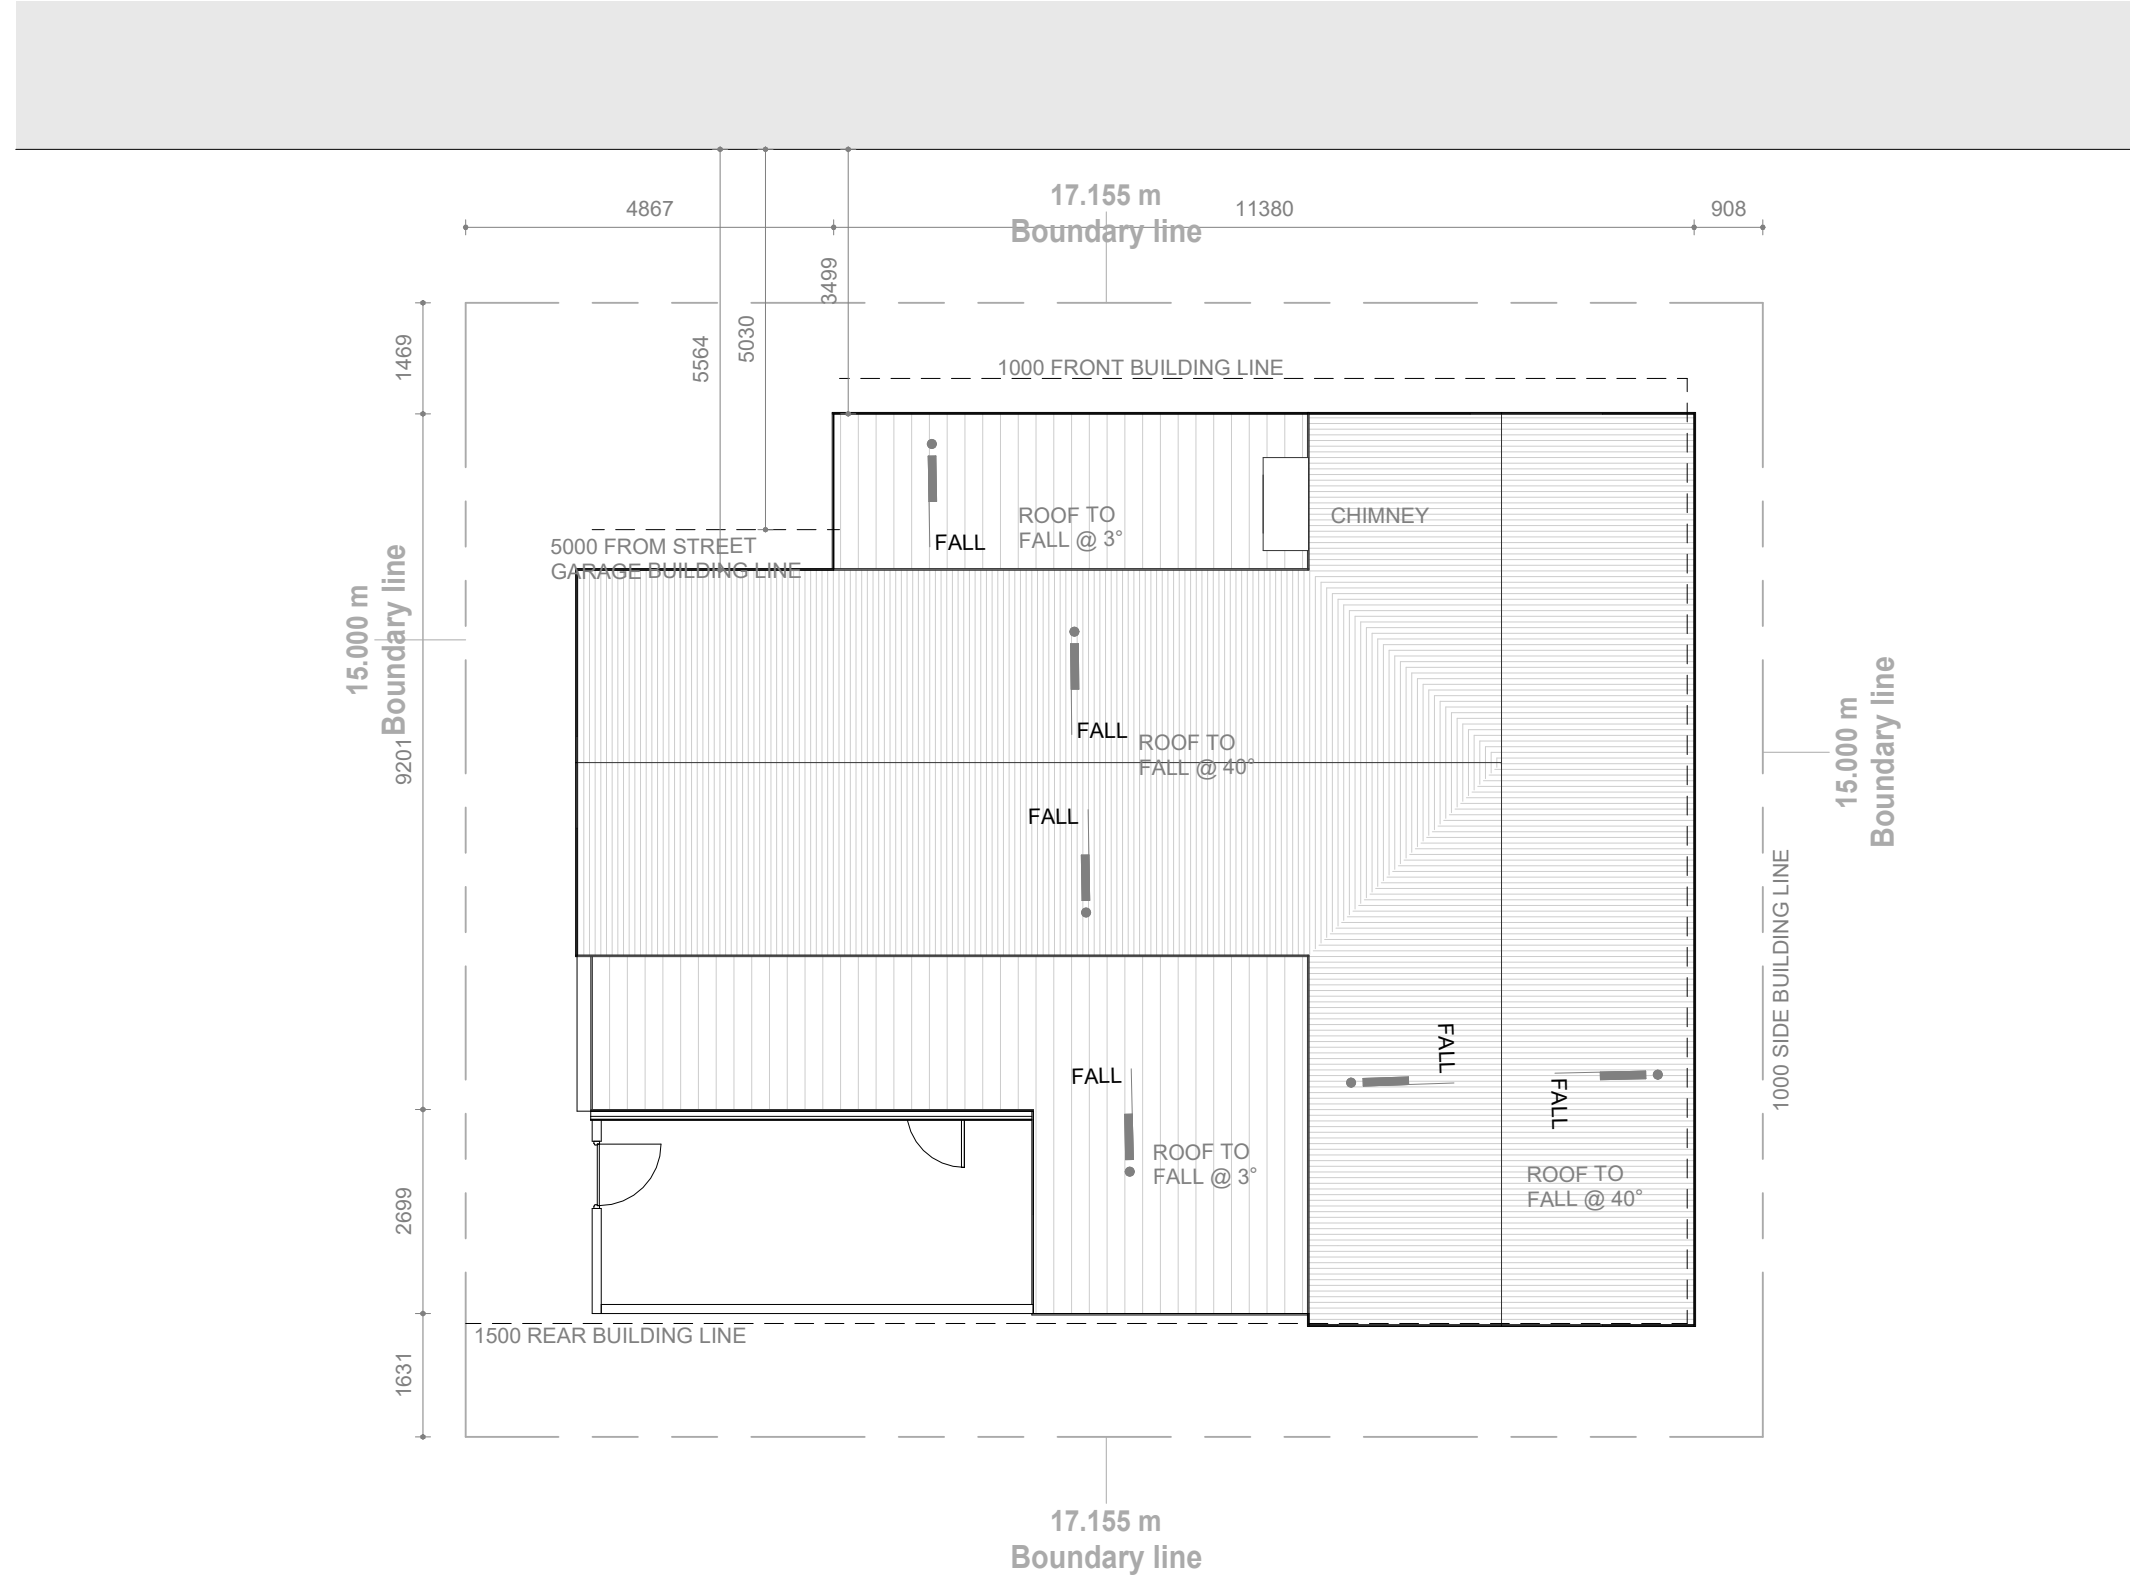 17.155 m
Boundary line
4867
11380
908
3499
5030
5564
1469
1000 FRONT BUILDING LINE
ROOF TO
FALL @ 3°
FALL
CHIMNEY
5000 FROM STREET
GARAGE BUILDING LINE
15.000 m
Boundary line
9201
FALL
ROOF TO
FALL @ 40°
FALL
15.000 m
Boundary line
1000 SIDE BUILDING LINE
FALL
FALL
FALL
ROOF TO
FALL @ 3°
ROOF TO
FALL @ 40°
2699
1500 REAR BUILDING LINE
1631
17.155 m
Boundary line